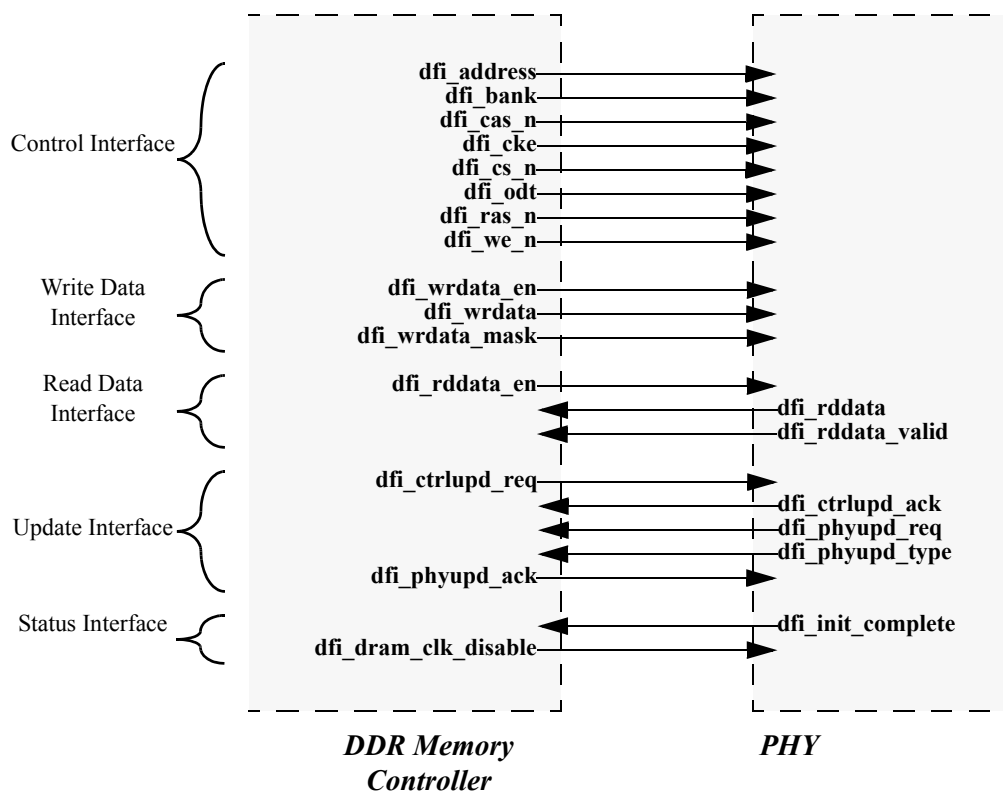 Control Interface
dfi_address
dfi_bank
dfi_cas_n
dfi_cke
dfi_cs_n
dfi_odt
dfi_ras_n
dfi_we_n
Write Data
Interface
dfi_wrdata_en
dfi_wrdata
dfi_wrdata_mask
Read Data
Interface
dfi_rddata_en
dfi_rddata
dfi_rddata_valid
Update Interface
dfi_ctrlupd_req
dfi_ctrlupd_ack
dfi_phyupd_req
dfi_phyupd_type
dfi_phyupd_ack
Status Interface
dfi_init_complete
dfi_dram_clk_disable
DDR Memory
Controller
PHY